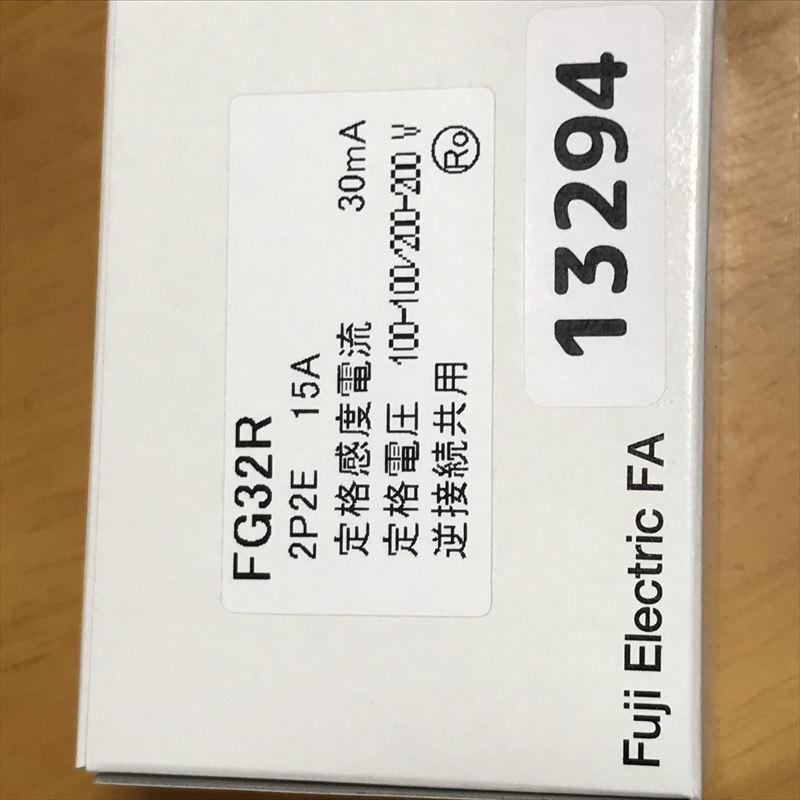 FG32R
2P2E 15A
定格感度電流 30mA
定格電圧 100-100/200-200 V
逆接続共用
Ro
13294
Fuji Electric FA